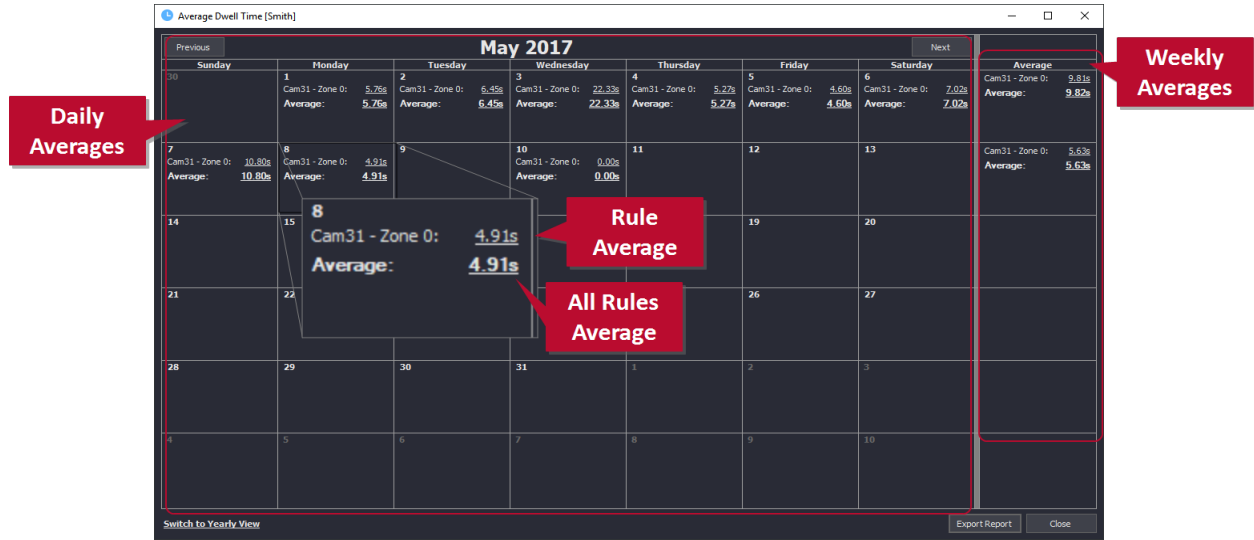 Average Dwell Time [Smith]
Previous May 2017 Next
Sunday Monday Tuesday Wednesday Thursday Friday Saturday Average
30 1 2 3 4 5 6
Cam31 - Zone 0: 5.76s Cam31 - Zone 0: 6.45s Cam31 - Zone 0: 22.33s Cam31 - Zone 0: 5.27s Cam31 - Zone 0: 4.60s Cam31 - Zone 0: 7.02s Cam31 - Zone 0: 9.81s
Average: 5.76s Average: 6.45s Average: 22.33s Average: 5.27s Average: 4.60s Average: 7.02s Average: 9.82s
Weekly
Averages
Daily
Averages
7 8 9 10 11 12 13
Cam31 - Zone 0: 10.80s Cam31 - Zone 0: 4.91s Cam31 - Zone 0: 0.00s Cam31 - Zone 0: 5.63s
Average: 10.80s Average: 4.91s Average: 0.00s Average: 5.63s
8
Cam31 - Zone 0: 4.91s
Average: 4.91s
Rule
Average
All Rules
Average
14 15 19 20
21 22 26 27
28 29 30 31 1 2 3
4 5 6 7 8 9 10
Switch to Yearly View Export Report Close